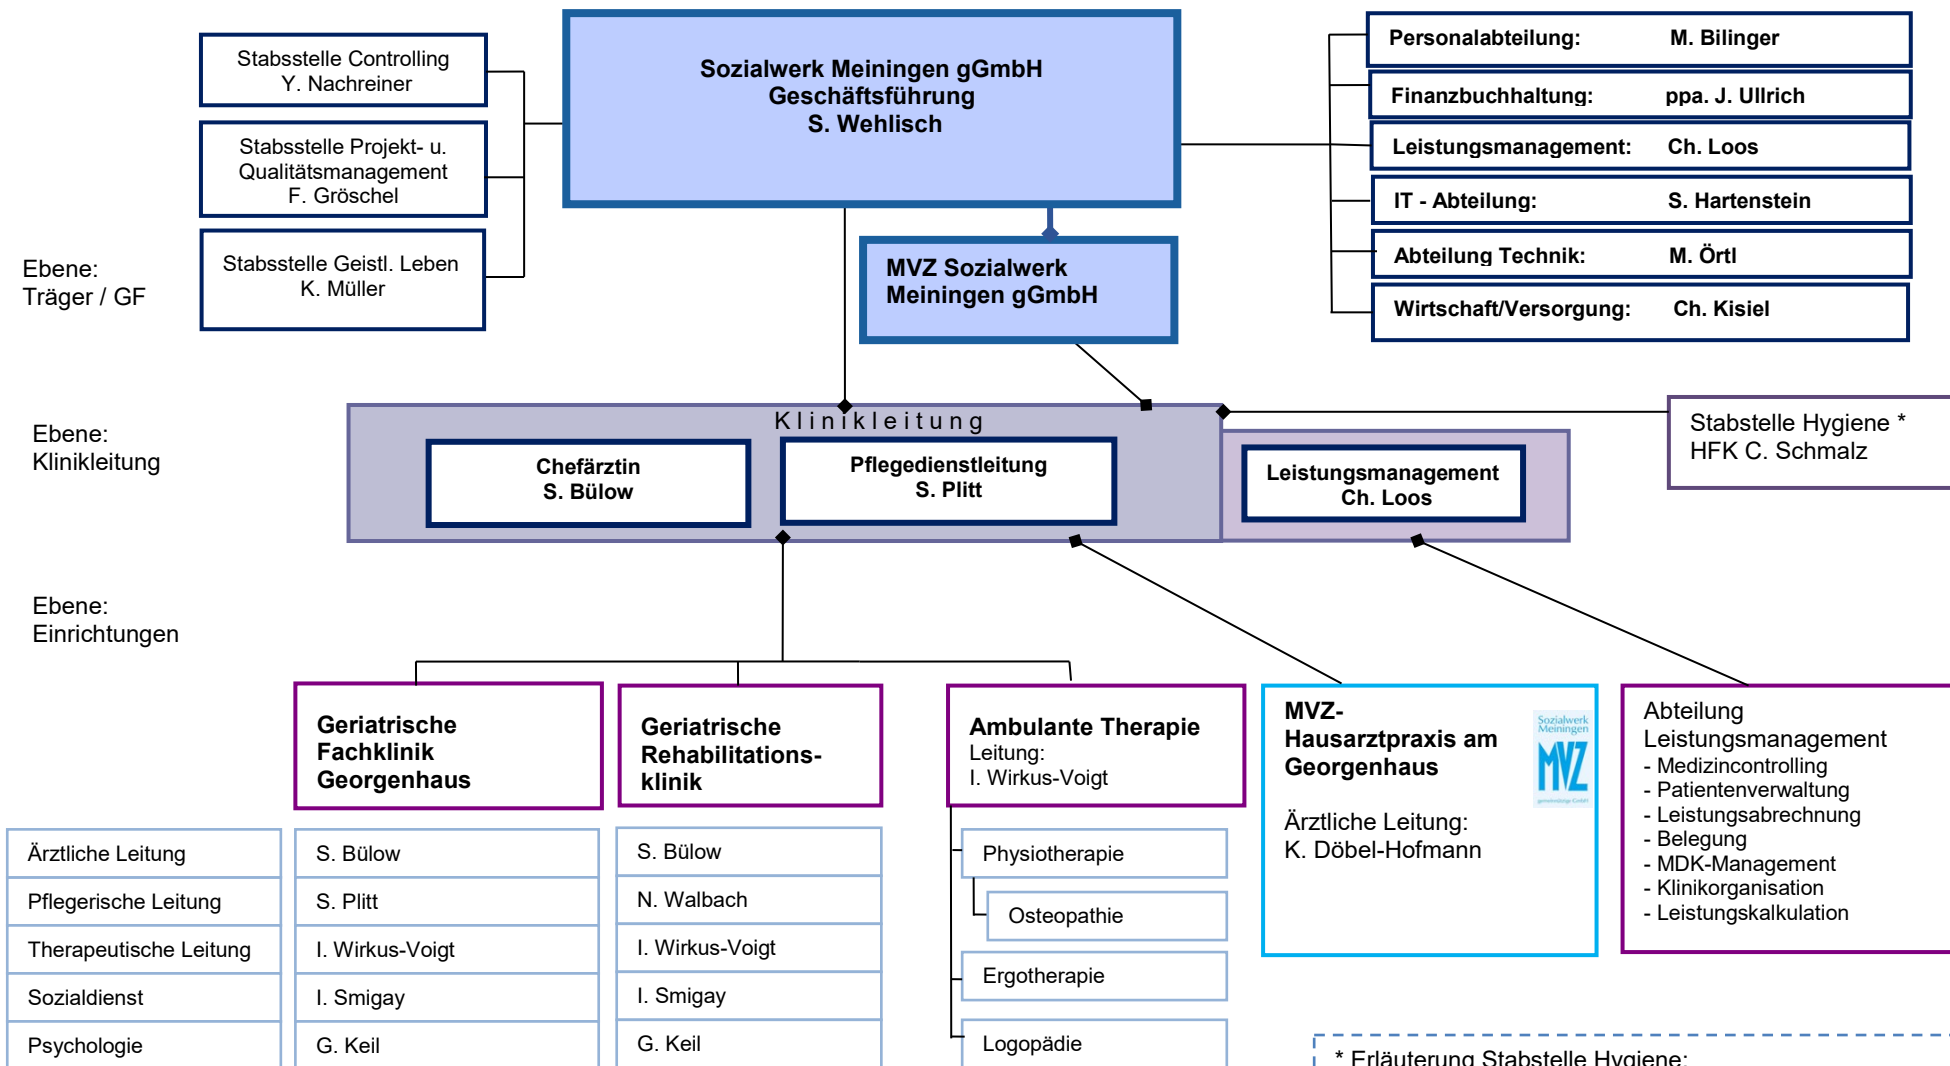 Stabsstelle Controlling
Y. Nachreiner
Stabsstelle Projekt- u.
Qualitätsmanagement
F. Gröschel
Stabsstelle Geistl. Leben
K. Müller
Sozialwerk Meiningen gGmbH
Geschäftsführung
S. Wehlisch
MVZ Sozialwerk
Meiningen gGmbH
Personalabteilung: M. Bilinger
Finanzbuchhaltung: ppa. J. Ullrich
Leistungsmanagement: Ch. Loos
IT - Abteilung: S. Hartenstein
Abteilung Technik: M. Örtl
Wirtschaft/Versorgung: Ch. Kisiel
Ebene:
Träger / GF
Ebene:
Klinikleitung
Klinikleitung
Chefärztin
S. Bülow
Pflegedienstleitung
S. Plitt
Leistungsmanagement
Ch. Loos
Stabstelle Hygiene *
HFK C. Schmalz
Ebene:
Einrichtungen
Geriatrische
Fachklinik
Georgenhaus
Geriatrische
Rehabilitations-
klinik
Ambulante Therapie
Leitung:
I. Wirkus-Voigt
MVZ-
Hausarztpraxis am
Georgenhaus
Ärztliche Leitung:
K. Döbel-Hofmann
Sozialwerk
Meiningen
MVZ
gemeinnützige GmbH
Abteilung
Leistungsmanagement
- Medizincontrolling
- Patientenverwaltung
- Leistungsabrechnung
- Belegung
- MDK-Management
- Klinikorganisation
- Leistungskalkulation
Ärztliche Leitung S. Bülow S. Bülow
Pflegerische Leitung S. Plitt N. Walbach
Therapeutische Leitung I. Wirkus-Voigt I. Wirkus-Voigt
Sozialdienst I. Smigay I. Smigay
Psychologie G. Keil G. Keil
Physiotherapie
Osteopathie
Ergotherapie
Logopädie
* Erläuterung Stabstelle Hygiene: